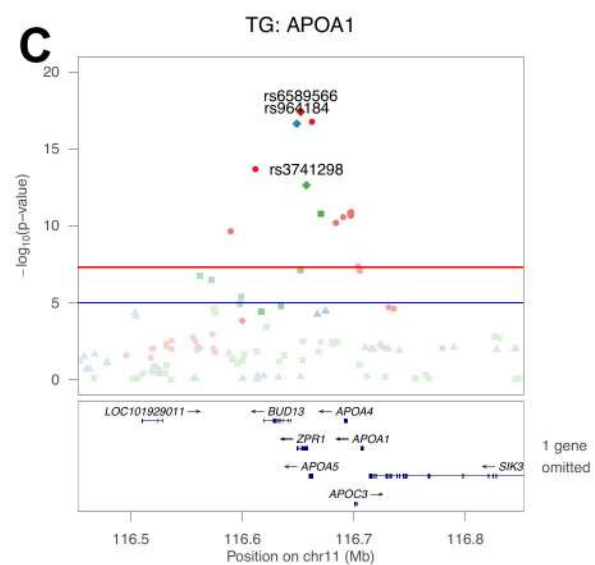 C
TG: APOA1
20
15
10
5
0
−log10(p−value)
rs6589566
rs964184
rs3741298
LOC101929011 →
← BUD13
← APOA4
← ZPR1
← APOA1
← APOA5
← SIK3
APOC3 →
1 gene
omitted
116.5 116.6 116.7 116.8
Position on chr11 (Mb)